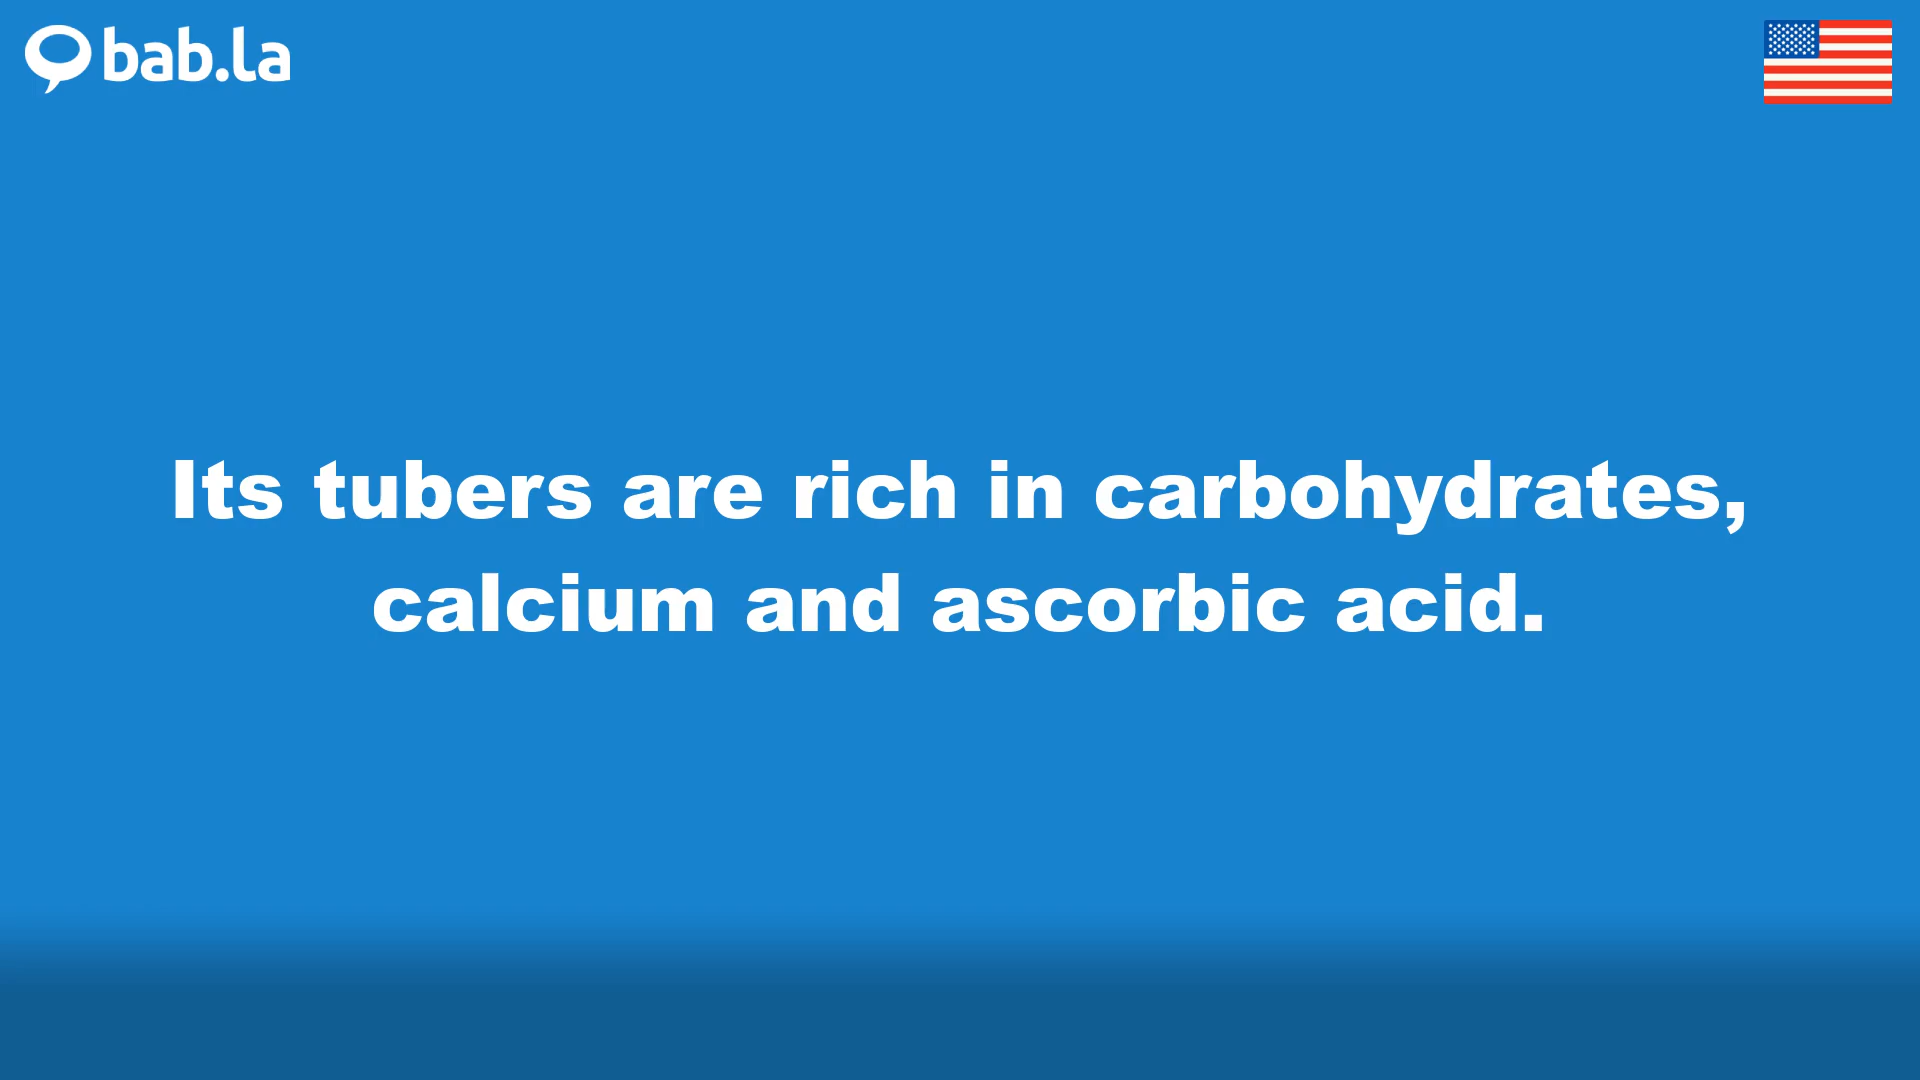 bab.la
Its tubers are rich in carbohydrates,
calcium and ascorbic acid.